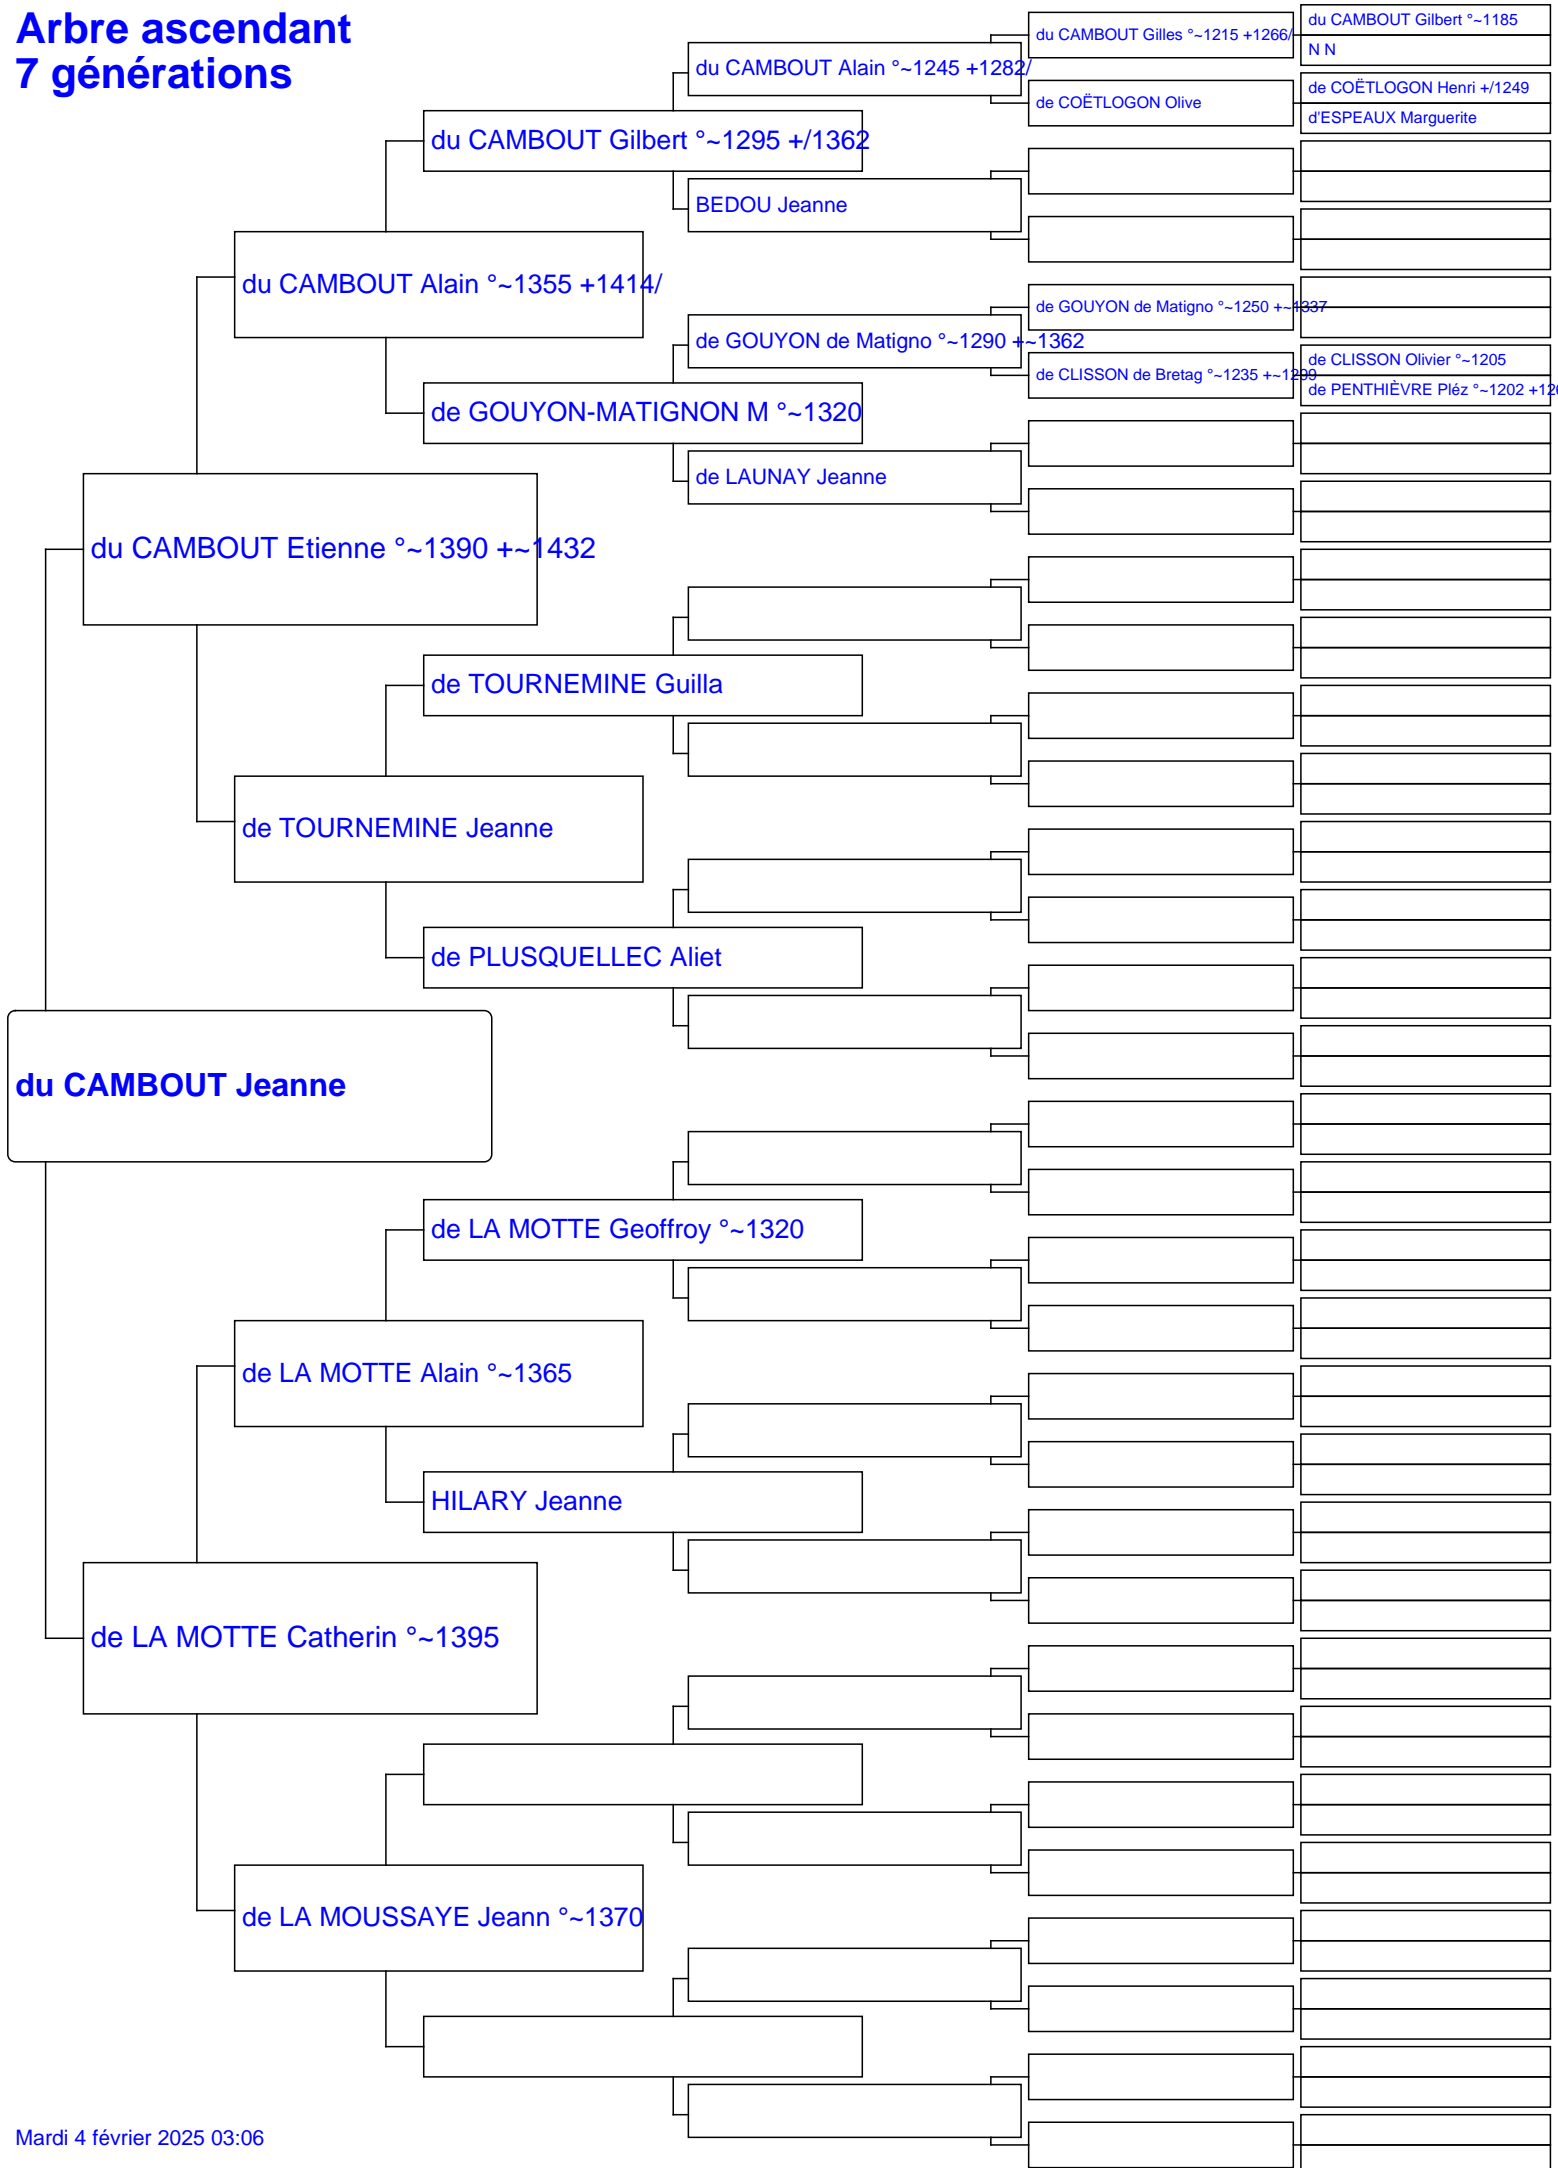 Arbre ascendant
7 générations
du CAMBOUT Gilbert °~1185
du CAMBOUT Gilles °~1215 +1266/
N N
du CAMBOUT Alain °~1245 +1282/
de COËTLOGON Henri +/1249
de COËTLOGON Olive
d'ESPEAUX Marguerite
du CAMBOUT Gilbert °~1295 +/1362
BEDOU Jeanne
du CAMBOUT Alain °~1355 +1414/
de GOUYON de Matigno °~1250 +~1337
de GOUYON de Matigno °~1290 +~1362
de CLISSON Olivier °~1205
de CLISSON de Bretag °~1235 +~1299
de PENTHIÈVRE Pléz °~1202 +12
de GOUYON-MATIGNON M °~1320
de LAUNAY Jeanne
du CAMBOUT Etienne °~1390 +~1432
de TOURNEMINE Guilla
de TOURNEMINE Jeanne
de PLUSQUELLEC Aliet
du CAMBOUT Jeanne
de LA MOTTE Geoffroy °~1320
de LA MOTTE Alain °~1365
HILARY Jeanne
de LA MOTTE Catherin °~1395
de LA MOUSSAYE Jeann °~1370
Mardi 4 février 2025 03:06